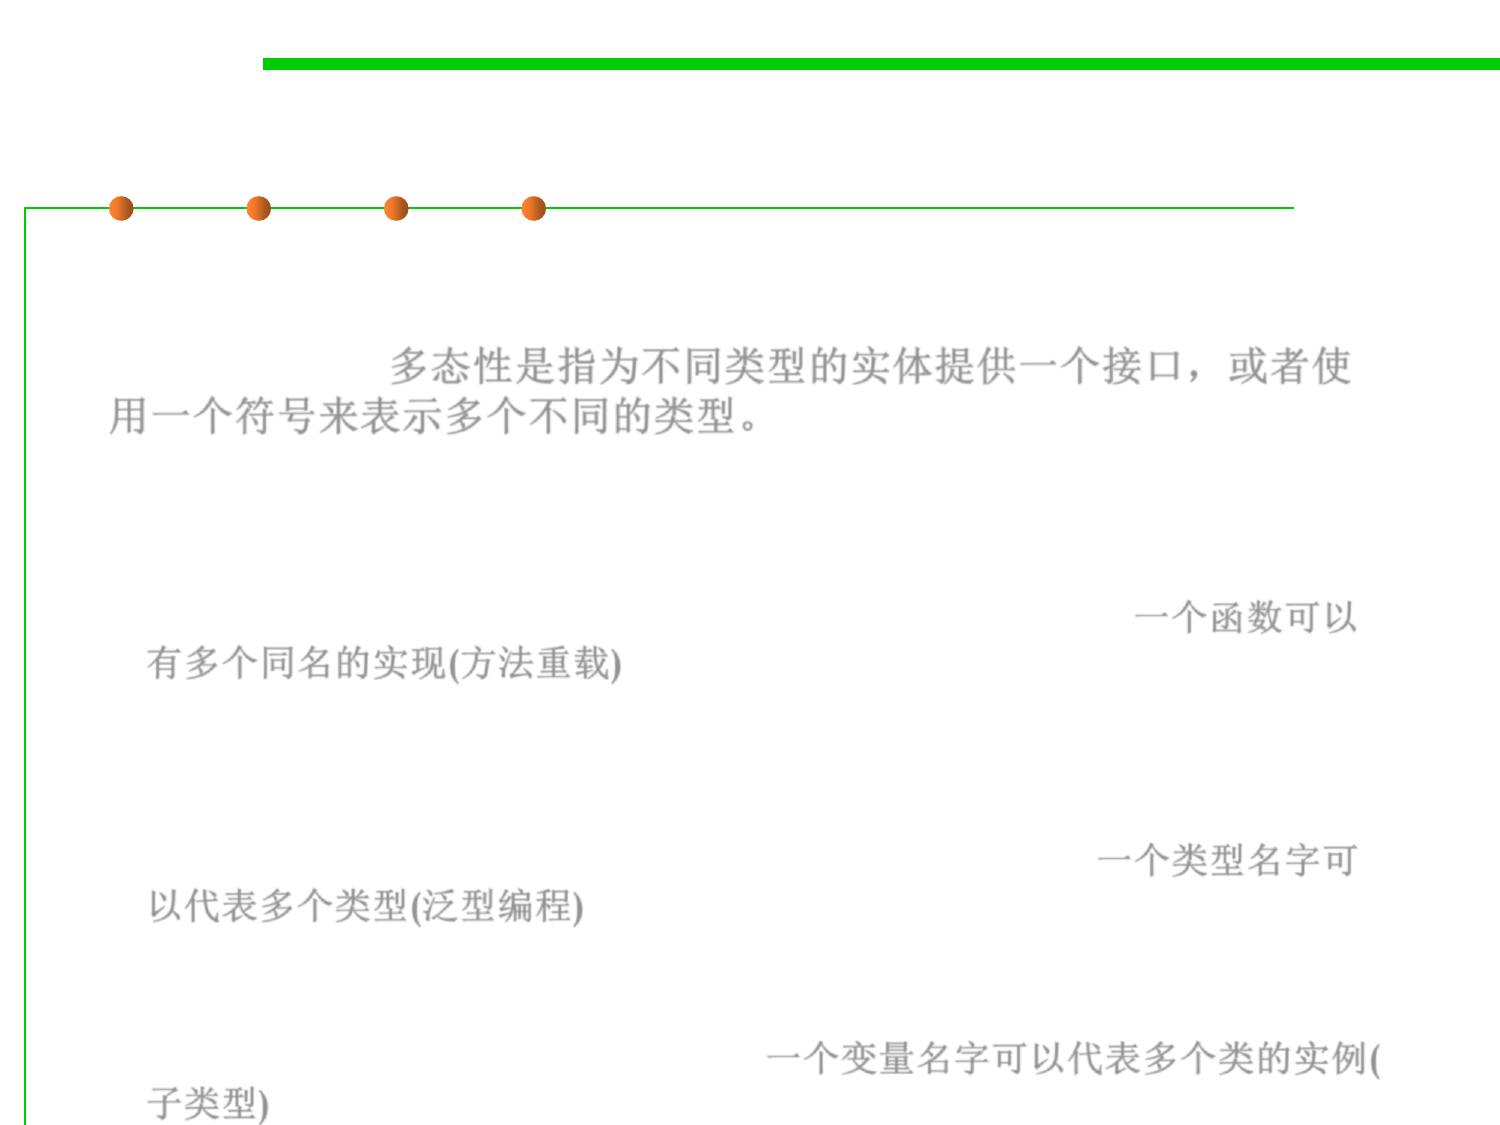 多态性是指为不同类型的实体提供一个接口，或者使
用一个符号来表示多个不同的类型。
一个函数可以
有多个同名的实现(方法重载)
一个类型名字可
以代表多个类型(泛型编程)
一个变量名字可以代表多个类的实例(
子类型)